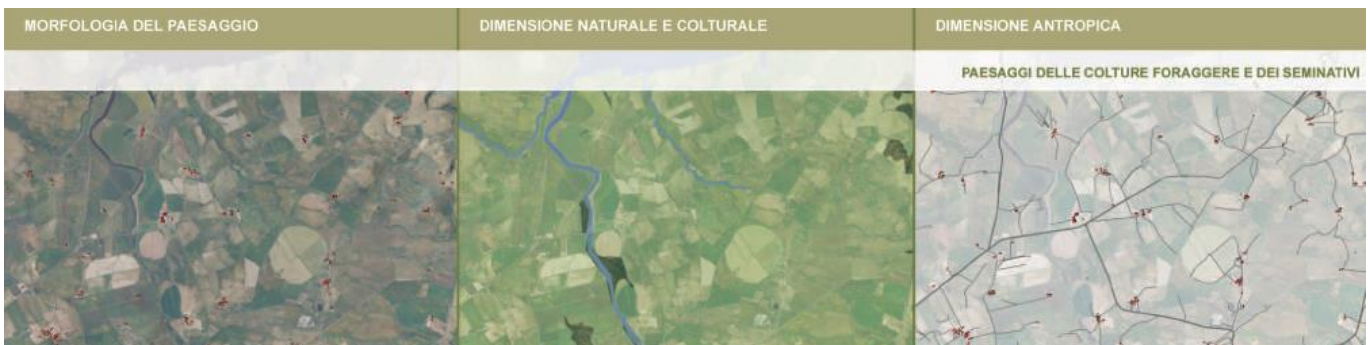 MORFOLOGIA DEL PAESAGGIO
DIMENSIONE NATURALE E COLTURALE
DIMENSIONE ANTROPICA
PAESAGGI DELLE COLTURE FORAGGERE E DEI SEMINATIVI